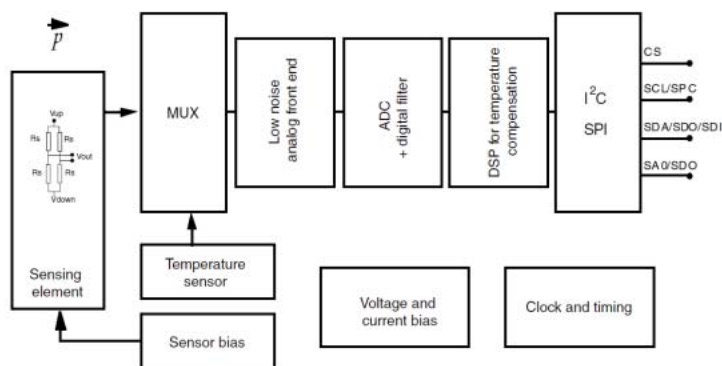 p
Vup
Rs
Rs
Vout
Rs
Rs
Vdown
Sensing
element
MUX
Low noise
analog front end
ADC
+ digital filter
DSP for temperature
compensation
I²C
SPI
CS
SCL/SPC
SDA/SDO/SDI
SA0/SDO
Temperature
sensor
Sensor bias
Voltage and
current bias
Clock and timing